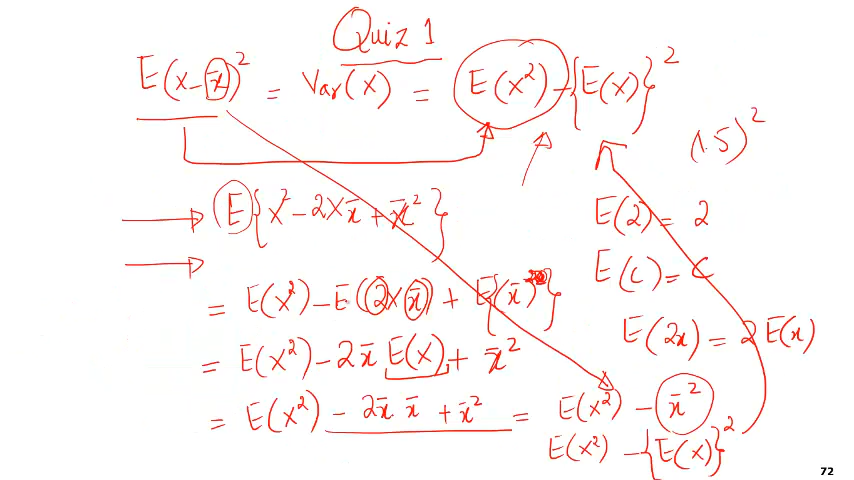 Quiz 1
E(x-x̄)² = Var(x) = E(x²) - {E(x)}²
(1.5)²
E{x² - 2xx̄ + x̄²}
E(2) = 2
E(c) = c
= E(x²) - E(2xx̄) + E{(x̄)²}
E(2x) = 2E(x)
= E(x²) - 2x̄ E(x) + x̄²
= E(x²) - 2x̄ x̄ + x̄² = E(x²) - x̄²
E(x²) - {E(x)}²
72